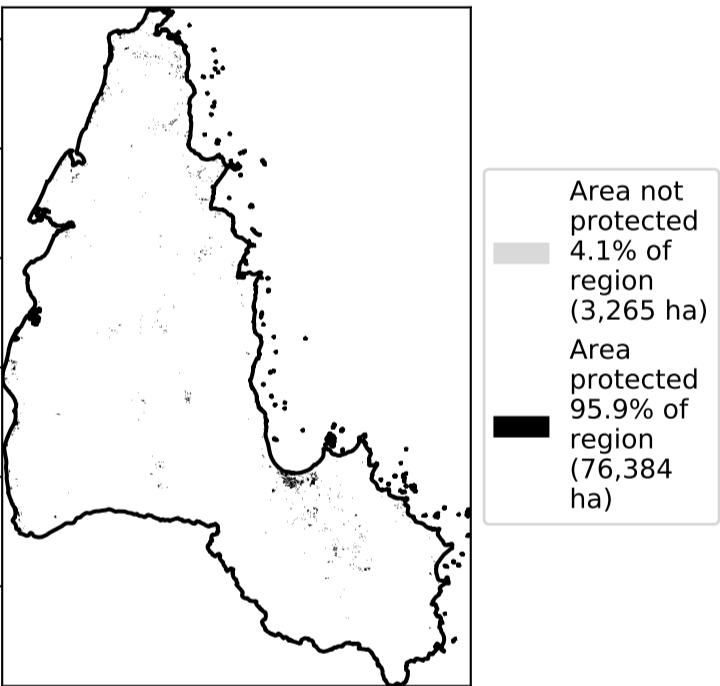 Area not
protected
4.1% of
region
(3,265 ha)
Area
protected
95.9% of
region
(76,384
ha)